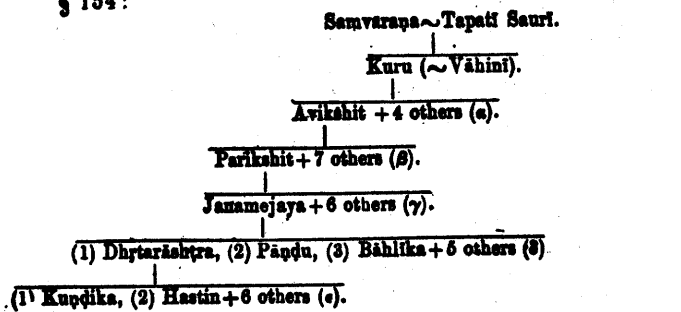 § 154:
Saṃvaraṇa~Tapatī Saurī.
Kuru (~Vāhinī).
Avikshit +4 others (α).
Parikshit+7 others (β).
Janamejaya+6 others (γ).
(1) Dhṛtarāshṭra, (2) Pāṇḍu, (3) Bāhlīka+5 others (δ)
(1) Kuṇḍika, (2) Hastin+6 others (ε).